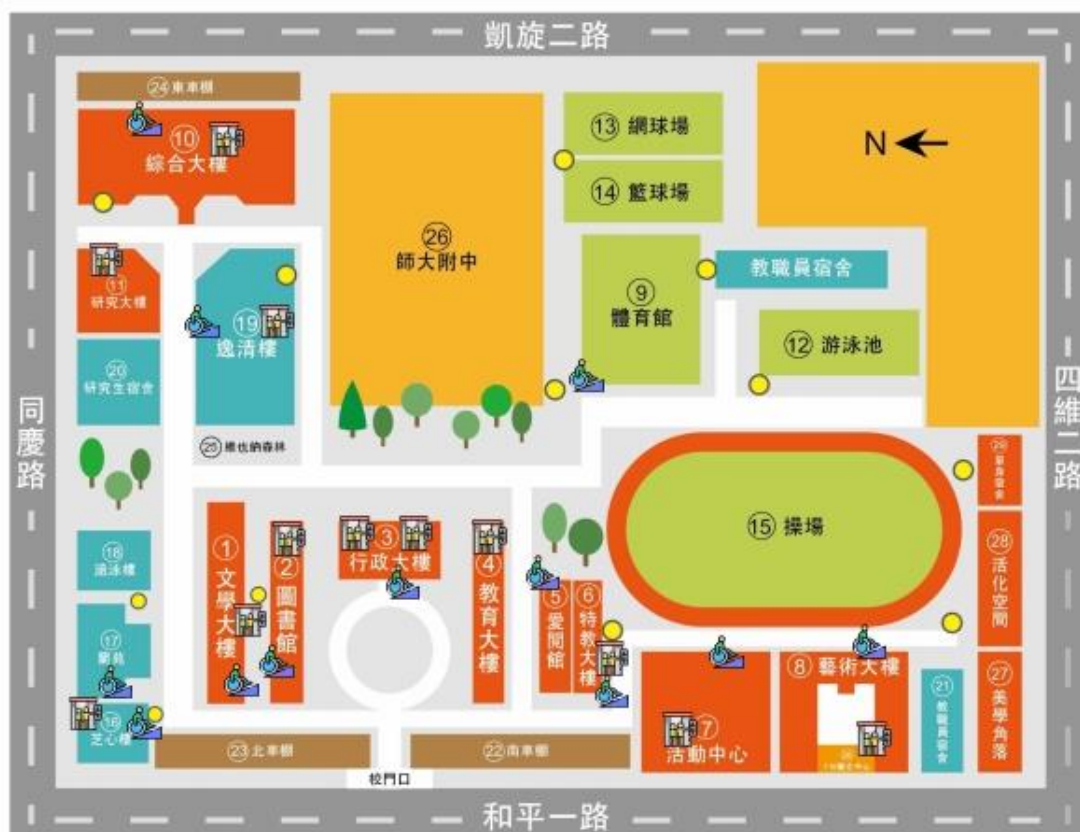 凱旋二路
㉔東車棚
⑩
綜合大樓
⑬ 網球場
⑭ 籃球場
N
㉖
師大附中
⑪
研究大樓
⑲
逸清樓
⑨
體育館
教職員宿舍
⑫ 游泳池
⑳
研究生宿舍
㉕維也納森林
同慶路
四維二路
① 文學大樓
② 圖書館
③
行政大樓
④ 教育大樓
⑤ 愛閱館
⑥ 特教大樓
⑮ 操場
㉘ 活化空間
⑱
⑰
⑯
芝心樓
⑦
活動中心
⑧ 藝術大樓
㉑ 教職員宿舍
㉗ 美學角落
㉓北車棚
㉒南車棚
校門口
和平一路